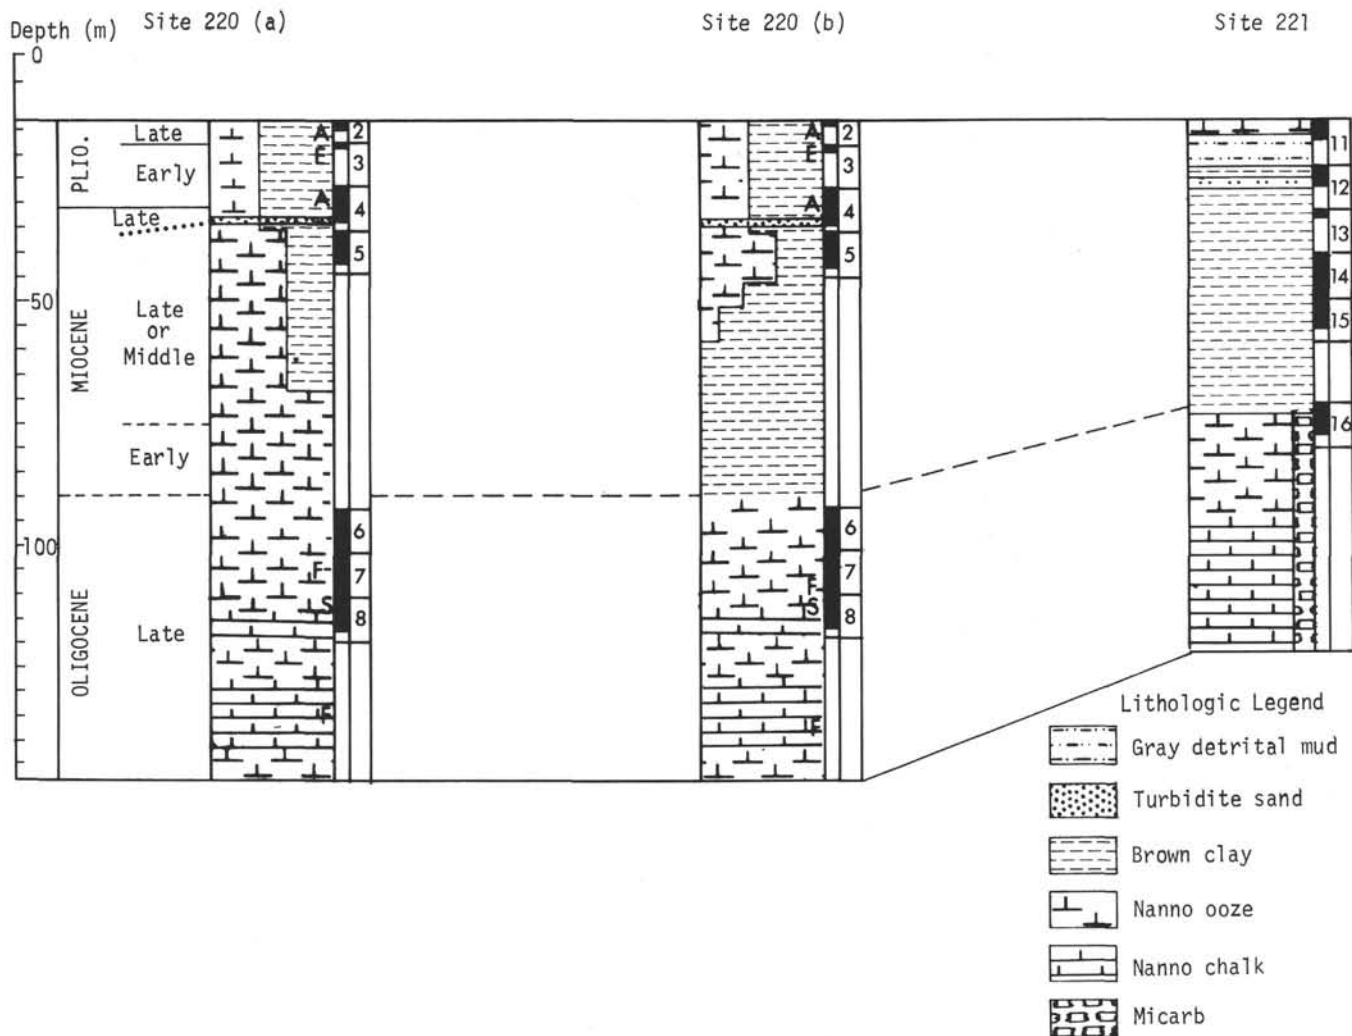 Depth (m) Site 220 (a) Site 220 (b) Site 221
0
PLIO. Late A 2 A 2 11
Early E 3 E 3 12
A 4 A 4 13
Late
5 5 14
50
MIOCENE Late or Middle 15
16
Early
6 6
100
F 7 F 7
S 8 S 8
OLIGOCENE Late
F F
Lithologic Legend
Gray detrital mud
Turbidite sand
Brown clay
Nanno ooze
Nanno chalk
Micarb